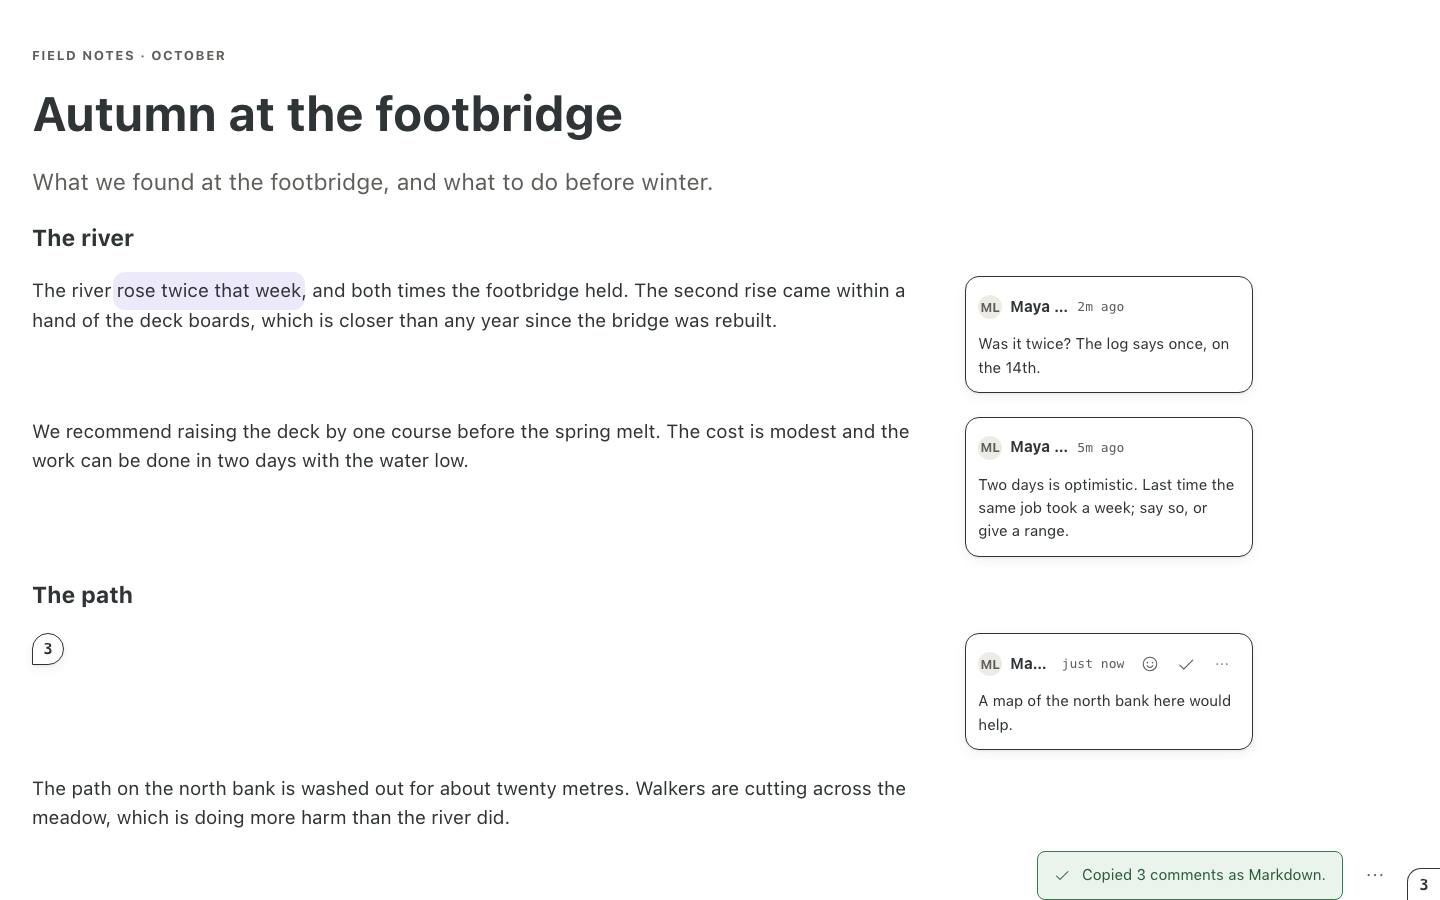 FIELD NOTES · OCTOBER
Autumn at the footbridge
What we found at the footbridge, and what to do before winter.
The river
The river rose twice that week, and both times the footbridge held. The second rise came within a
hand of the deck boards, which is closer than any year since the bridge was rebuilt.
ML Maya ... 2m ago
Was it twice? The log says once, on
the 14th.
We recommend raising the deck by one course before the spring melt. The cost is modest and the
work can be done in two days with the water low.
ML Maya ... 5m ago
Two days is optimistic. Last time the
same job took a week; say so, or
give a range.
The path
3
ML Ma... just now ...
A map of the north bank here would
help.
The path on the north bank is washed out for about twenty metres. Walkers are cutting across the
meadow, which is doing more harm than the river did.
Copied 3 comments as Markdown. ...
3